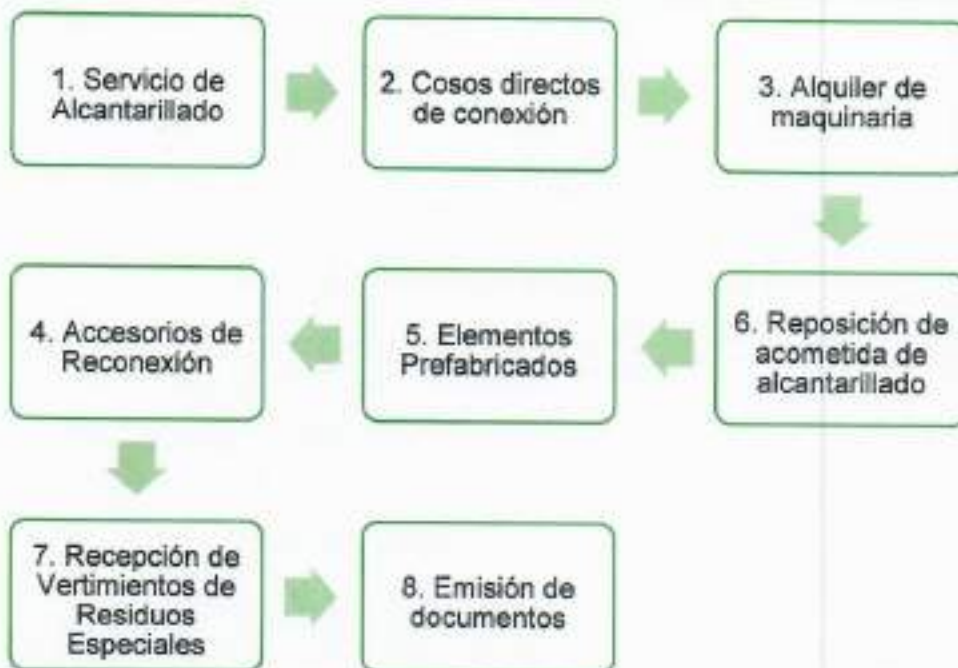 1. Servicio de
Alcantarillado
2. Cosos directos
de conexión
3. Alquiler de
maquinaria
6. Reposición de
acometida de
alcantarillado
5. Elementos
Prefabricados
4. Accesorios de
Reconexión
7. Recepción de
Vertimientos de
Residuos
Especiales
8. Emisión de
documentos